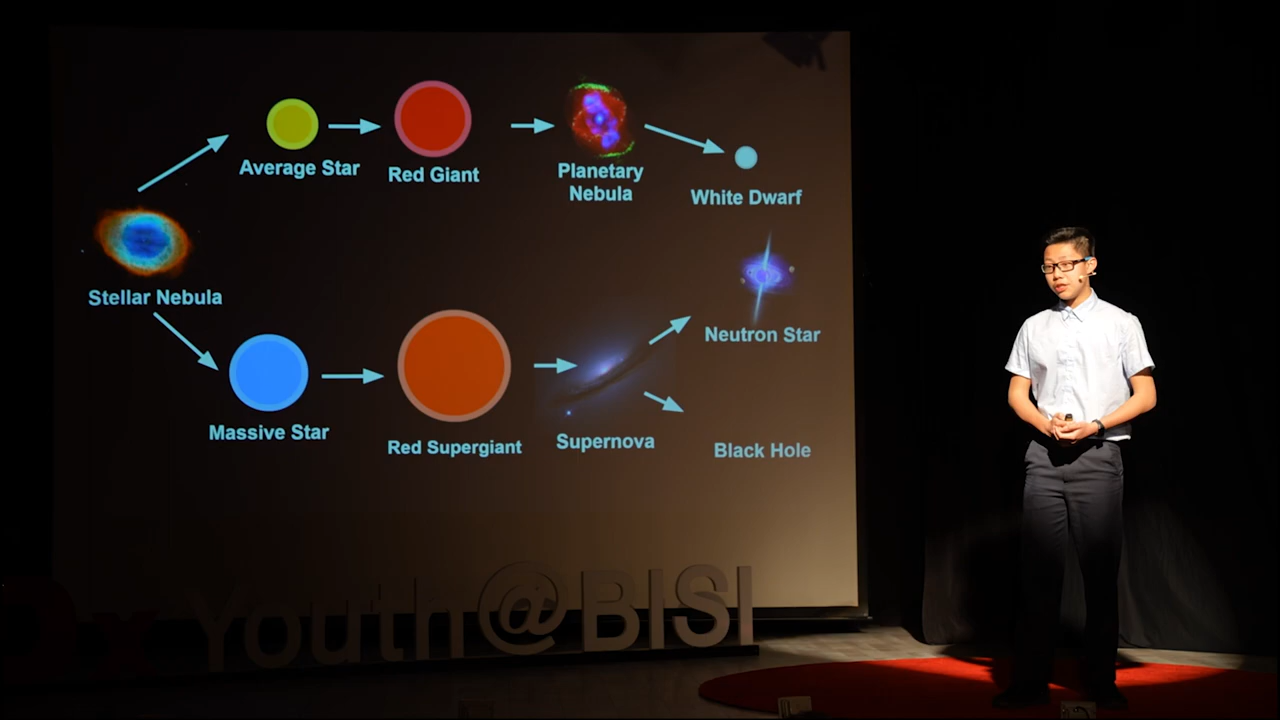 Average Star
Red Giant
Planetary
Nebula
White Dwarf
Stellar Nebula
Neutron Star
Massive Star
Red Supergiant
Supernova
Black Hole
x Youth@BISI